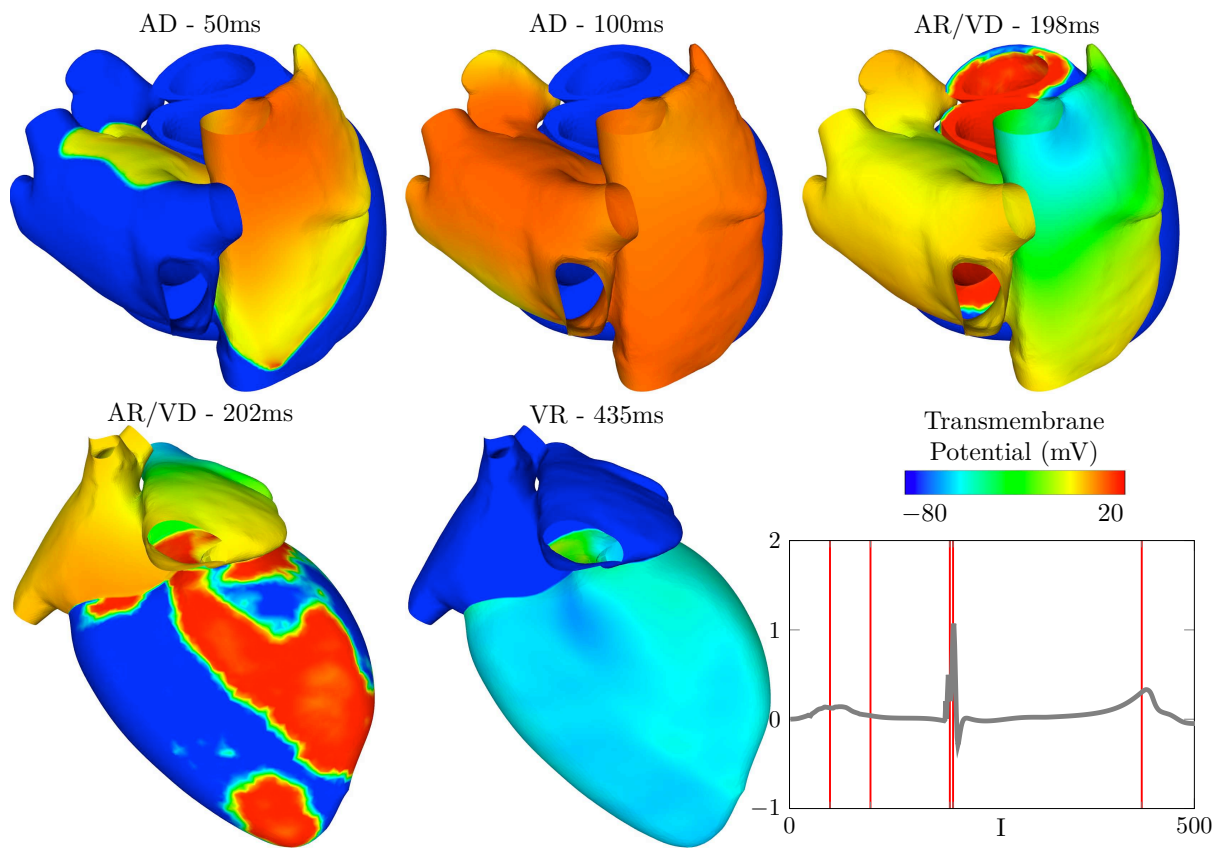 AD - 50ms
AD - 100ms
AR/VD - 198ms
AR/VD - 202ms
VR - 435ms
Transmembrane
Potential (mV)
−80
20
2
1
0
−1
0
I
500